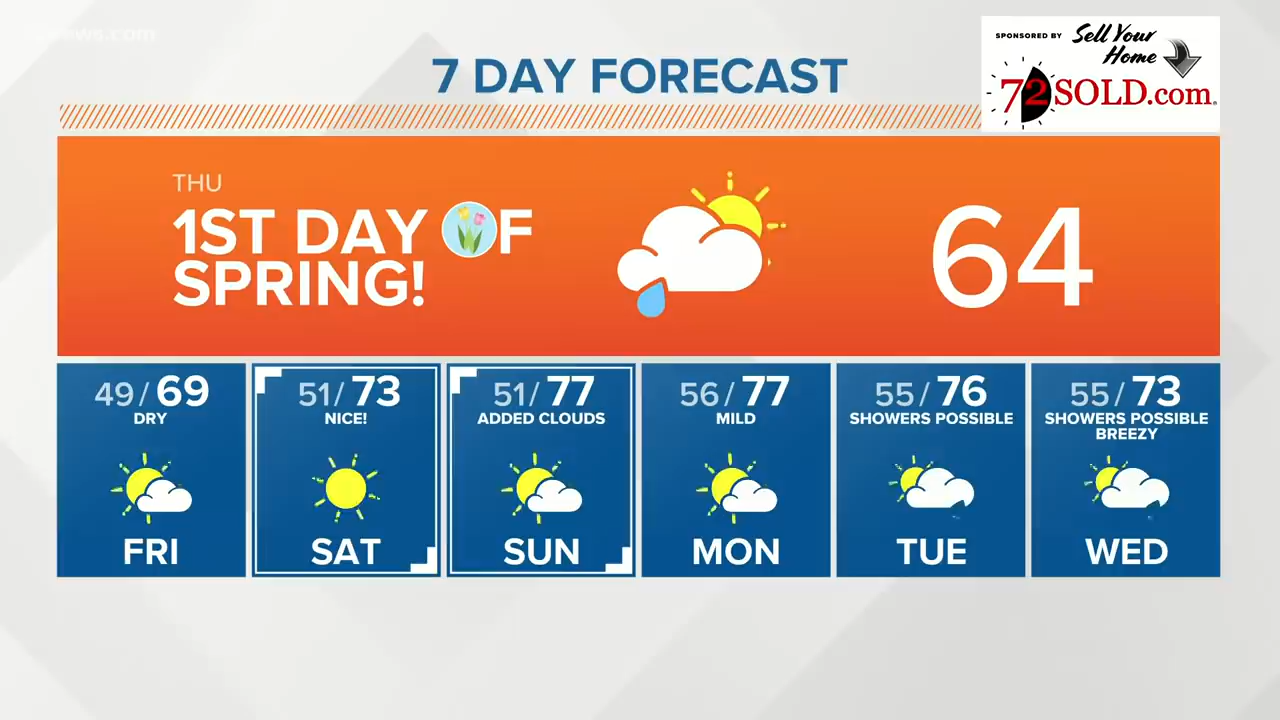 7 DAY FORECAST
SPONSORED BY
Sell Your
Home
72SOLD.com
THU
1ST DAY OF
SPRING!
64
49/69
DRY
FRI
51/73
NICE!
SAT
51/77
ADDED CLOUDS
SUN
56/77
MILD
MON
55/76
SHOWERS POSSIBLE
TUE
55/73
SHOWERS POSSIBLE
BREEZY
WED